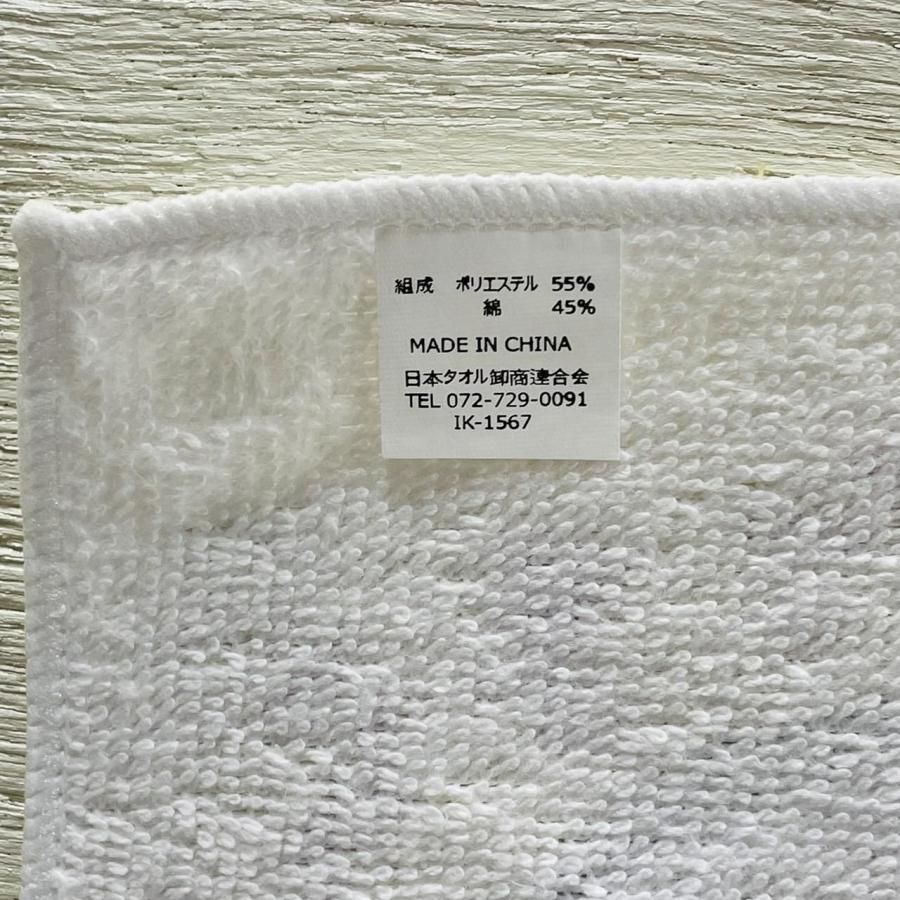 組成 ポリエステル 55%
綿 45%
MADE IN CHINA
日本タオル卸商連合会
TEL 072-729-0091
IK-1567